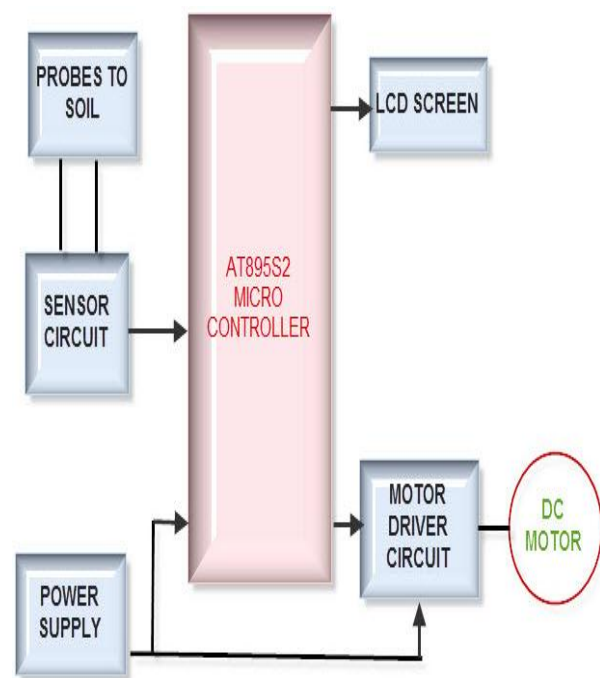 PROBES TO
SOIL
LCD SCREEN
SENSOR
CIRCUIT
AT895S2
MICRO
CONTROLLER
MOTOR
DRIVER
CIRCUIT
DC
MOTOR
POWER
SUPPLY